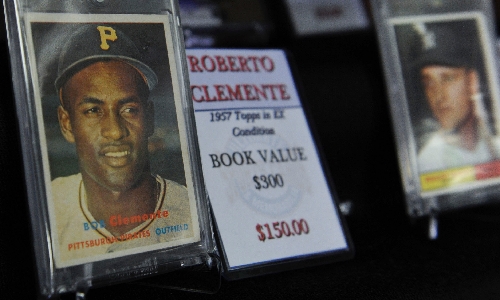 P
Bob Clemente
PITTSBURGH PIRATES OUTFIELD
ROBERTO
CLEMENTE
1957 Topps in EX
Condition
BOOK VALUE
$300
$150.00